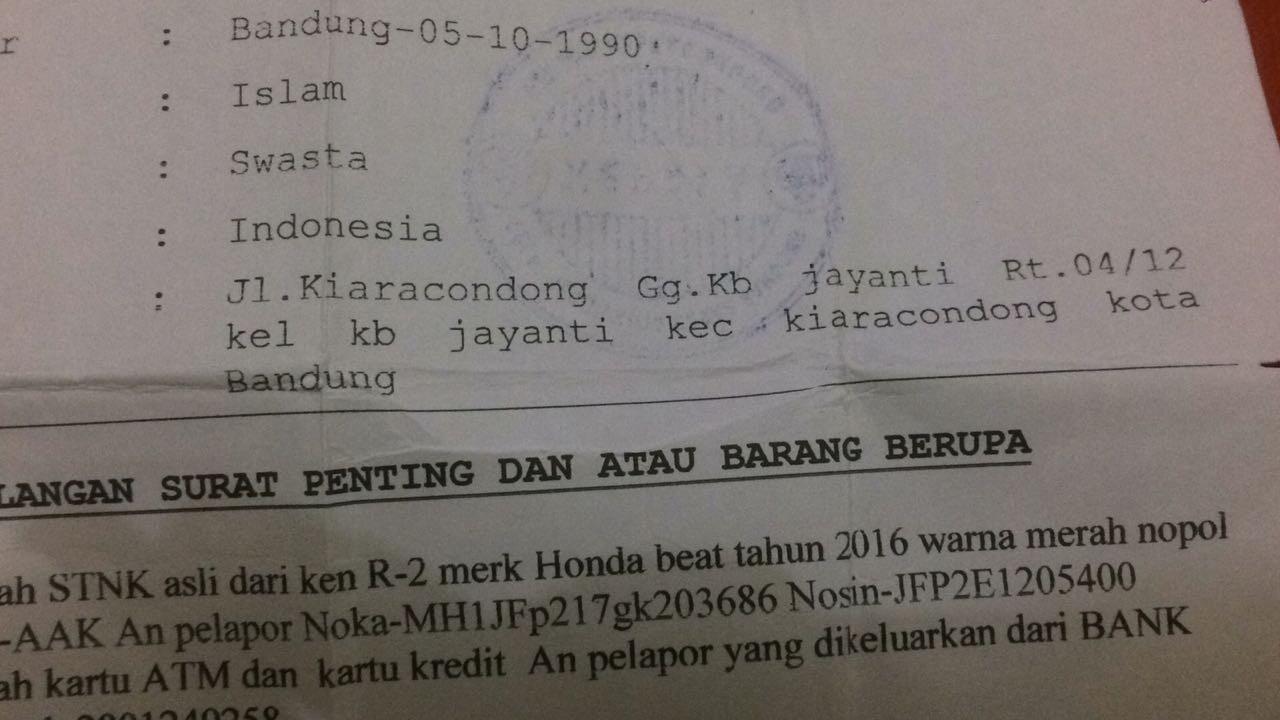 r : Bandung-05-10-1990
: Islam
: Swasta
: Indonesia
: Jl.Kiaracondong Gg.Kb jayanti Rt.04/12
kel kb jayanti kec kiaracondong kota
Bandung
LANGAN SURAT PENTING DAN ATAU BARANG BERUPA
ah STNK asli dari ken R-2 merk Honda beat tahun 2016 warna merah nopol
-AAK An pelapor Noka-MH1JFp217gk203686 Nosin-JFP2E1205400
ah kartu ATM dan kartu kredit An pelapor yang dikeluarkan dari BANK